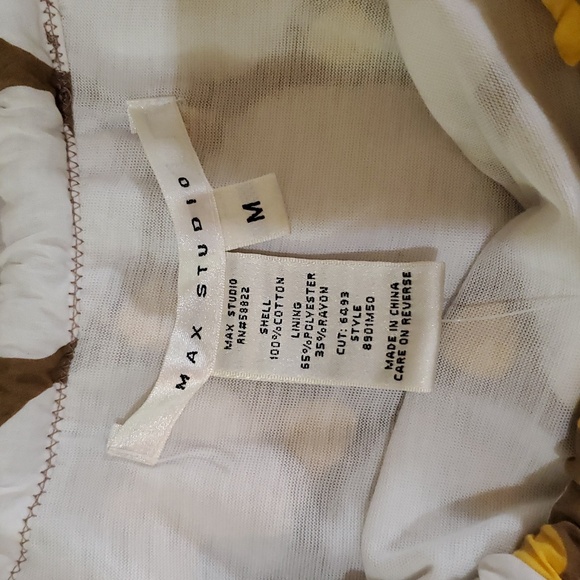 MAX STUDIO
M
MAX STUDIO
RN#58822
SHELL
100%COTTON
LINING
65%POLYESTER
35%RAYON
CUT: 6493
STYLE
8901M50
MADE IN CHINA
CARE ON REVERSE